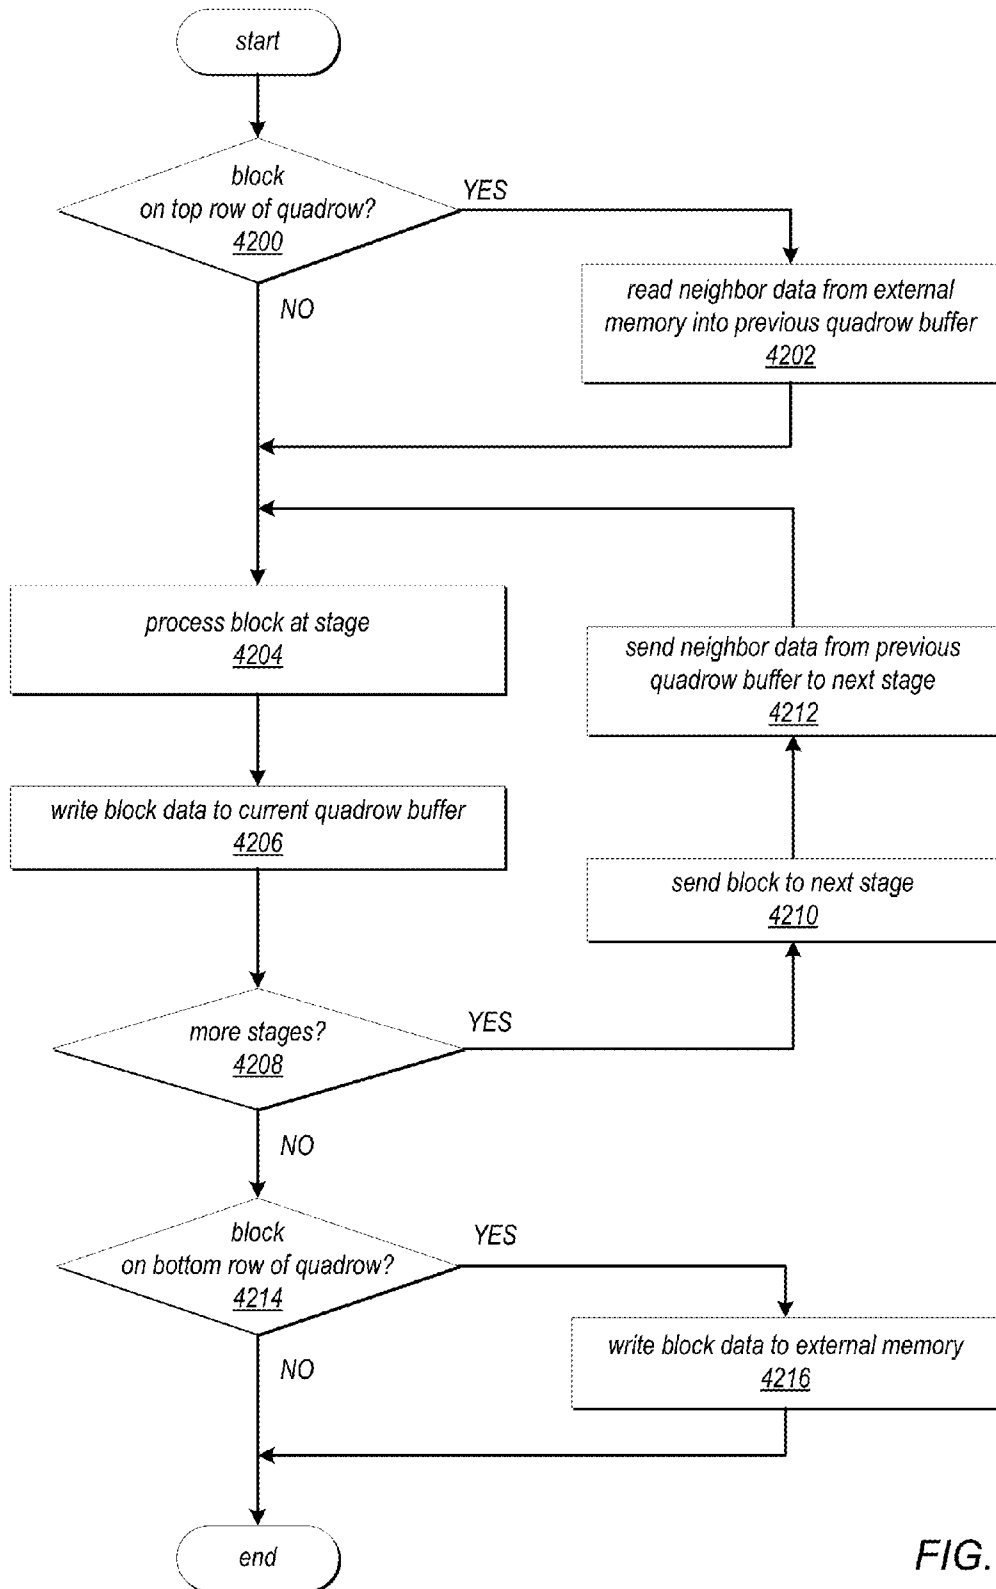 start
block
on top row of quadrow?
4200
YES
NO
read neighbor data from external
memory into previous quadrow buffer
4202
process block at stage
4204
send neighbor data from previous
quadrow buffer to next stage
4212
write block data to current quadrow buffer
4206
send block to next stage
4210
more stages?
4208
YES
NO
block
on bottom row of quadrow?
4214
YES
NO
write block data to external memory
4216
end
FIG.